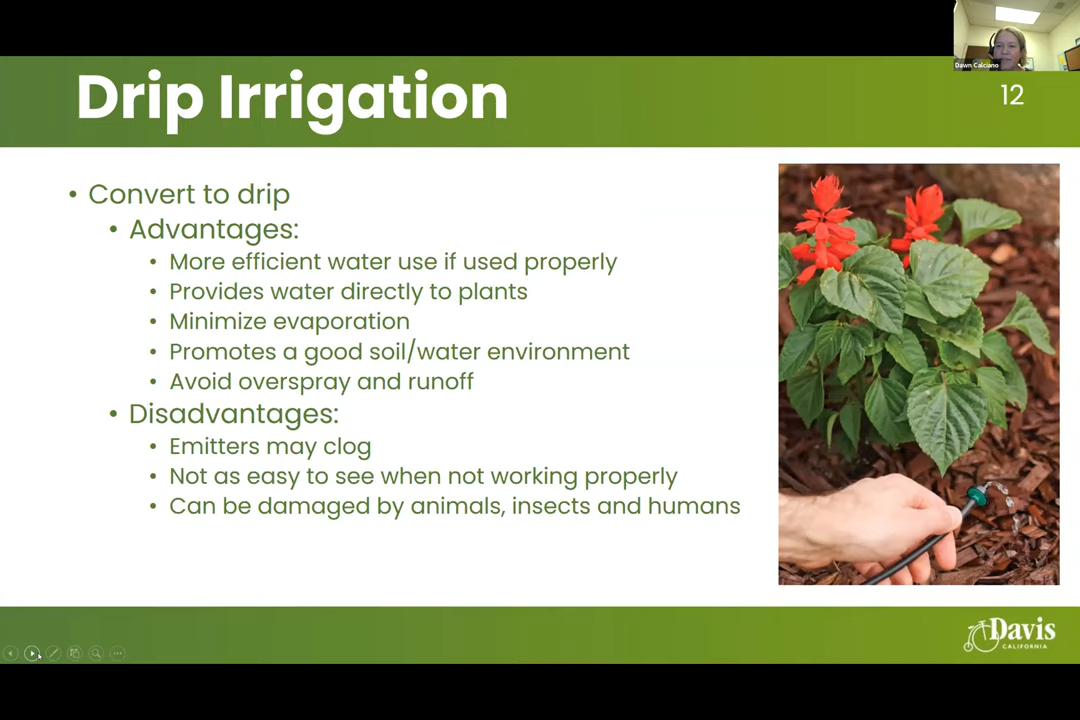 Dawn Calciano
Drip Irrigation
12
• Convert to drip
• Advantages:
• More efficient water use if used properly
• Provides water directly to plants
• Minimize evaporation
• Promotes a good soil/water environment
• Avoid overspray and runoff
• Disadvantages:
• Emitters may clog
• Not as easy to see when not working properly
• Can be damaged by animals, insects and humans
Davis
CALIFORNIA